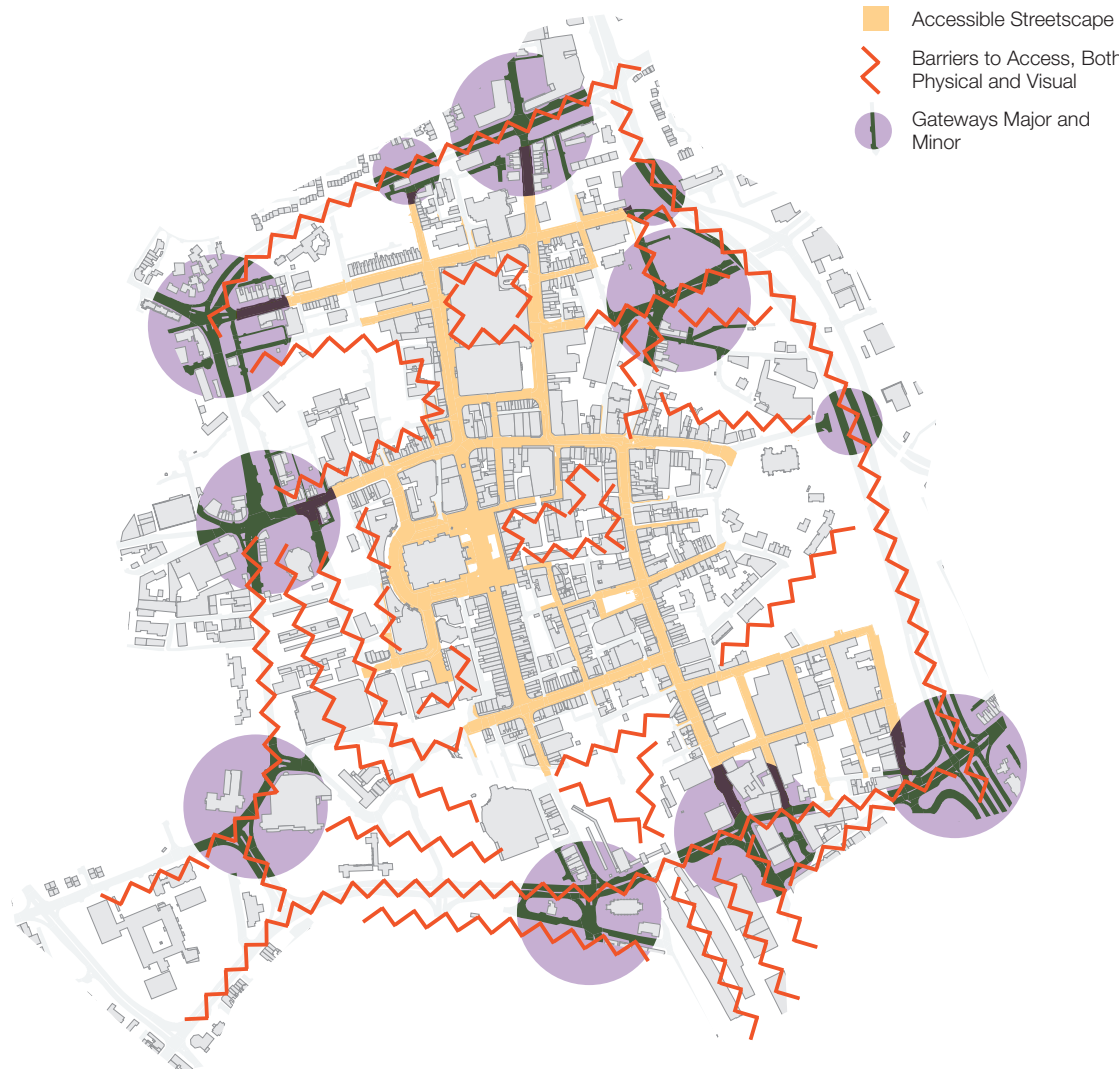 Accessible Streetscape
Barriers to Access, Both
Physical and Visual
Gateways Major and
Minor